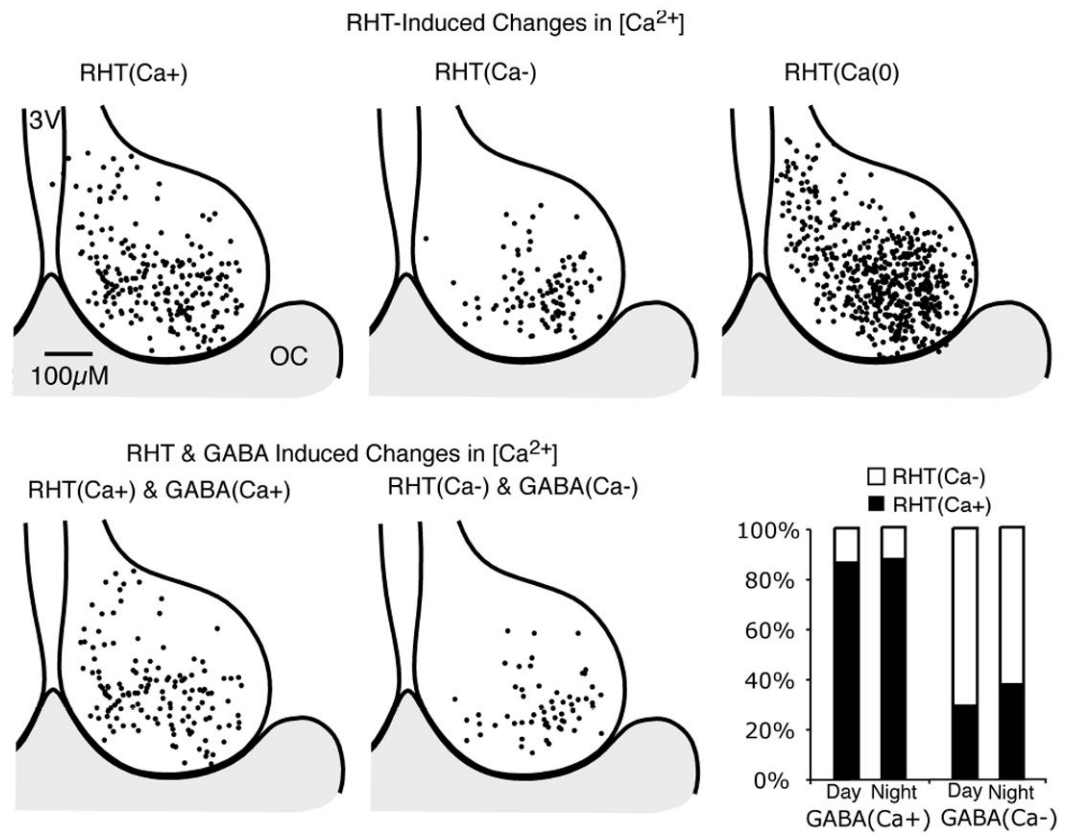 RHT-Induced Changes in [Ca2+]
RHT(Ca+)
RHT(Ca-)
RHT(Ca(0)
3V
OC
100µM
RHT & GABA Induced Changes in [Ca2+]
RHT(Ca+) & GABA(Ca+)
RHT(Ca-) & GABA(Ca-)
RHT(Ca-)
RHT(Ca+)
100%
80%
60%
40%
20%
0%
Day Night Day Night
GABA(Ca+) GABA(Ca-)